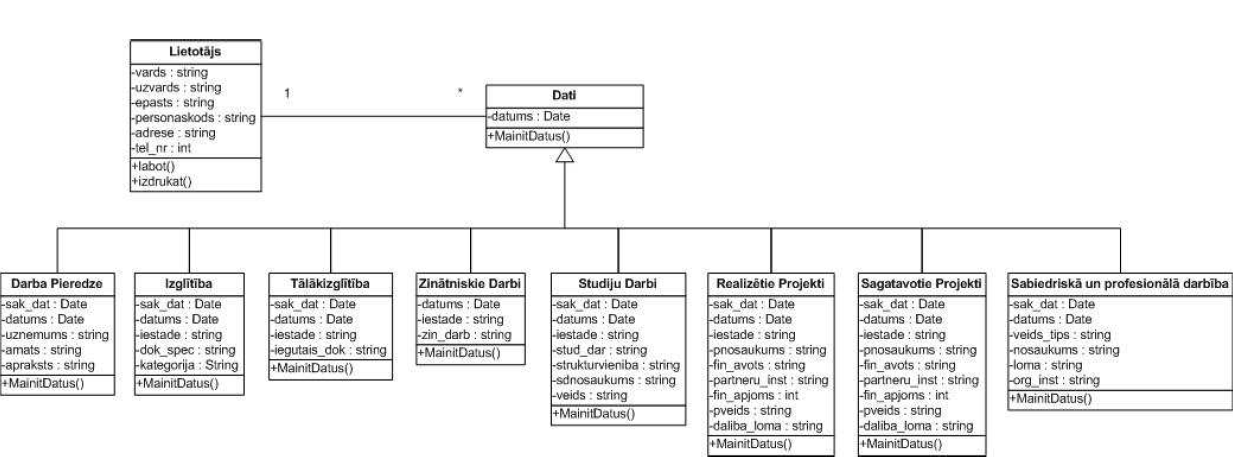 Lietotājs
-vards : string
-uzvards : string
-epasts : string
-personaskods : string
-adrese : string
-tel_nr : int
+labot()
+izdrukat()
1
*
Dati
-datums : Date
+MainitDatus()
Darba Pieredze
-sak_dat : Date
-datums : Date
-uznemums : string
-amats : string
-apraksts : string
+MainitDatus()
Izglītība
-sak_dat : Date
-datums : Date
-iestade : string
-dok_spec : string
-kategorija : String
+MainitDatus()
Tālākizglītība
-sak_dat : Date
-datums : Date
-iestade : string
-iegutais_dok : string
+MainitDatus()
Zinātniskie Darbi
-datums : Date
-iestade : string
-zin_darb : string
+MainitDatus()
Studiju Darbi
-sak_dat : Date
-datums : Date
-iestade : string
-stud_dar : string
-strukturvieniba : string
-sdnosaukums : string
-veids : string
+MainitDatus()
Realizētie Projekti
-sak_dat : Date
-datums : Date
-iestade : string
-pnosaukums : string
-fin_avots : string
-partneru_inst : string
-fin_apjoms : int
-pveids : string
-daliba_loma : string
+MainitDatus()
Sagatavotie Projekti
-sak_dat : Date
-datums : Date
-iestade : string
-pnosaukums : string
-fin_avots : string
-partneru_inst : string
-fin_apjoms : int
-pveids : string
-daliba_loma : string
+MainitDatus()
Sabiedriskā un profesionālā darbība
-sak_dat : Date
-datums : Date
-veids_tips : string
-nosaukums : string
-loma : string
-org_inst : string
+MainitDatus()